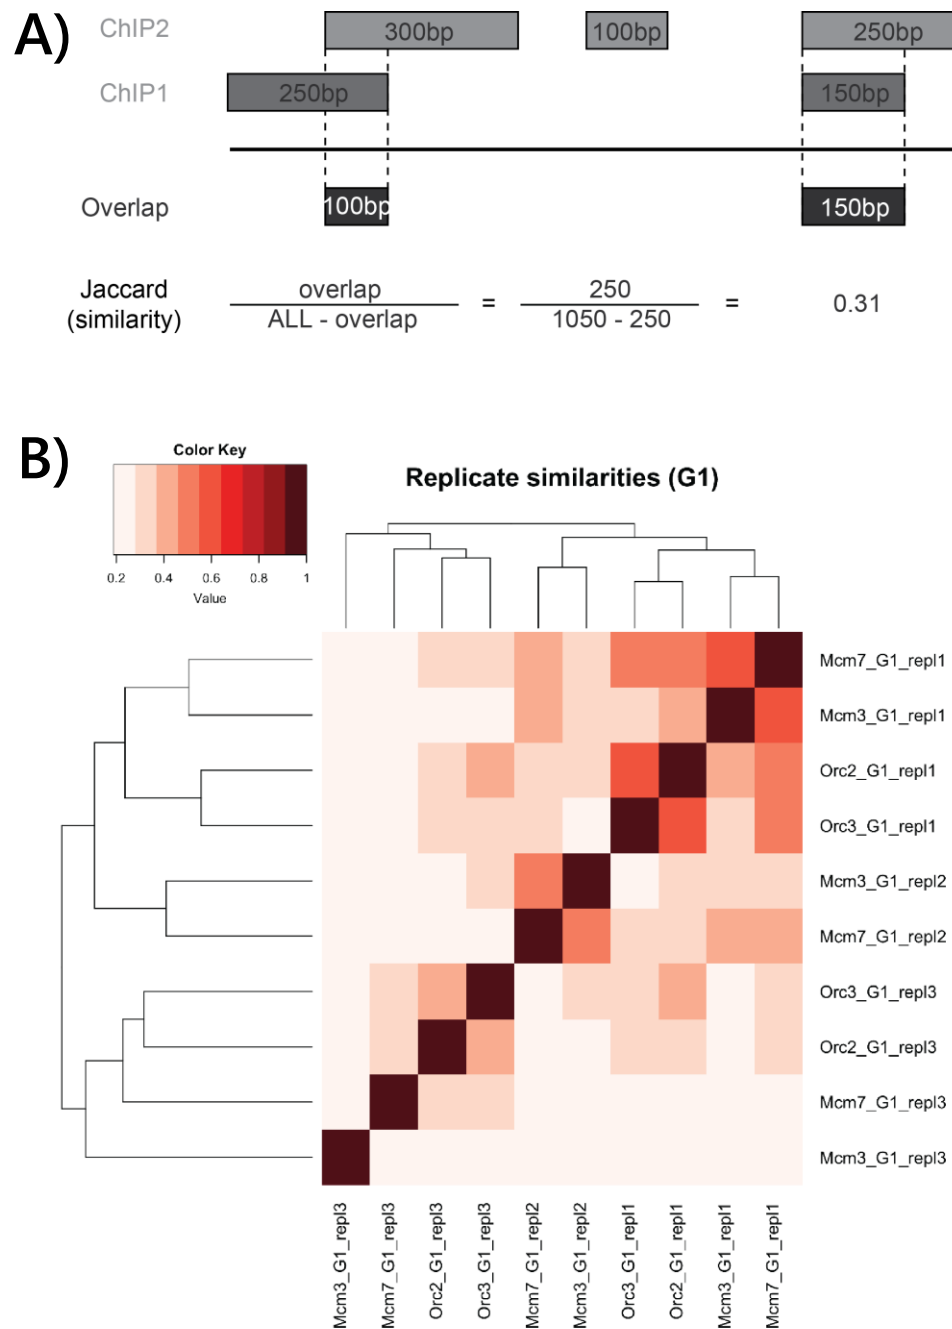 A)
ChIP2
300bp
100bp
250bp
ChIP1
250bp
150bp
Overlap
100bp
150bp
Jaccard
(similarity)
overlap
ALL - overlap
=
250
1050 - 250
=
0.31
B)
Color Key
0.2 0.4 0.6 0.8 1
Value
Replicate similarities (G1)
Mcm7_G1_repl1
Mcm3_G1_repl1
Orc2_G1_repl1
Orc3_G1_repl1
Mcm3_G1_repl2
Mcm7_G1_repl2
Orc3_G1_repl3
Orc2_G1_repl3
Mcm7_G1_repl3
Mcm3_G1_repl3
Mcm3_G1_repl3
Mcm7_G1_repl3
Orc2_G1_repl3
Orc3_G1_repl3
Mcm7_G1_repl2
Mcm3_G1_repl2
Orc3_G1_repl1
Orc2_G1_repl1
Mcm3_G1_repl1
Mcm7_G1_repl1